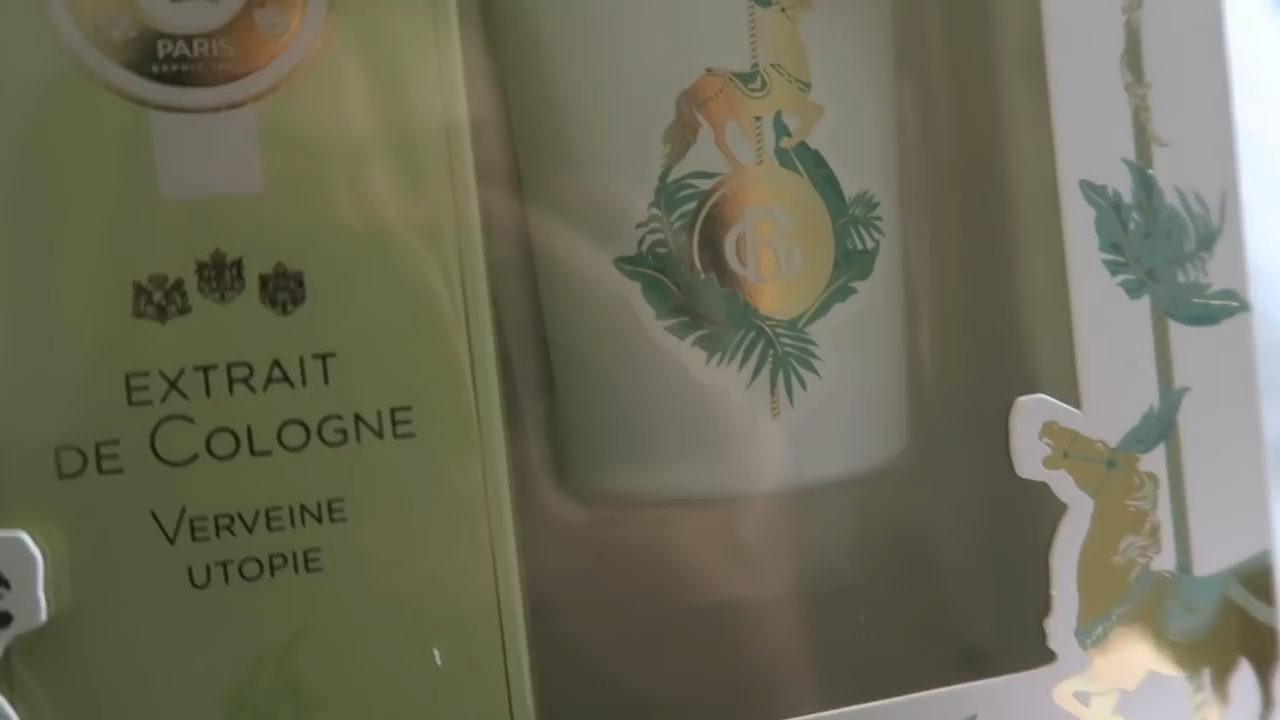 PARIS
EXTRAIT
DE COLOGNE
VERVEINE
UTOPIE